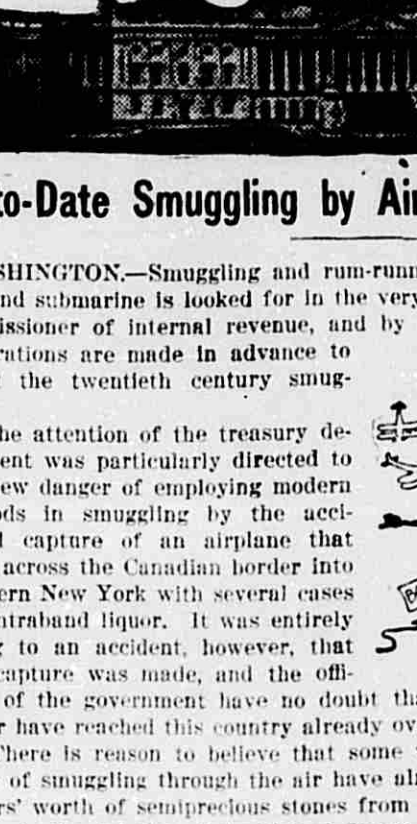 to-Date Smuggling by Air
SHINGTON.—Smuggling and rum-runn
nd submarine is looked for in the very
issioner of internal revenue, and by
rations are made in advance to
the twentieth century smug-
he attention of the treasury de-
ent was particularly directed to
ew danger of employing modern
ods in smuggling by the acci-
l capture of an airplane that
across the Canadian border into
ern New York with several cases
ntraband liquor. It was entirely
g to an accident, however, that
capture was made, and the offi-
of the government have no doubt tha
r have reached this country already ov
There is reason to believe that some
of smuggling through the air have al
rs' worth of semiprecious stones from